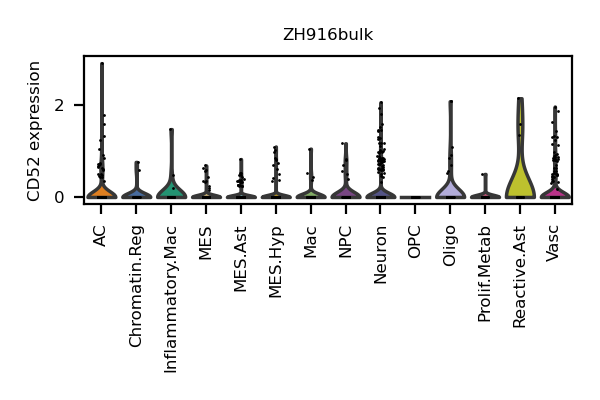 ZH916bulk
CD52 expression
2
0
AC
Chromatin.Reg
Inflammatory.Mac
MES
MES.Ast
MES.Hyp
Mac
NPC
Neuron
OPC
Oligo
Prolif.Metab
Reactive.Ast
Vasc